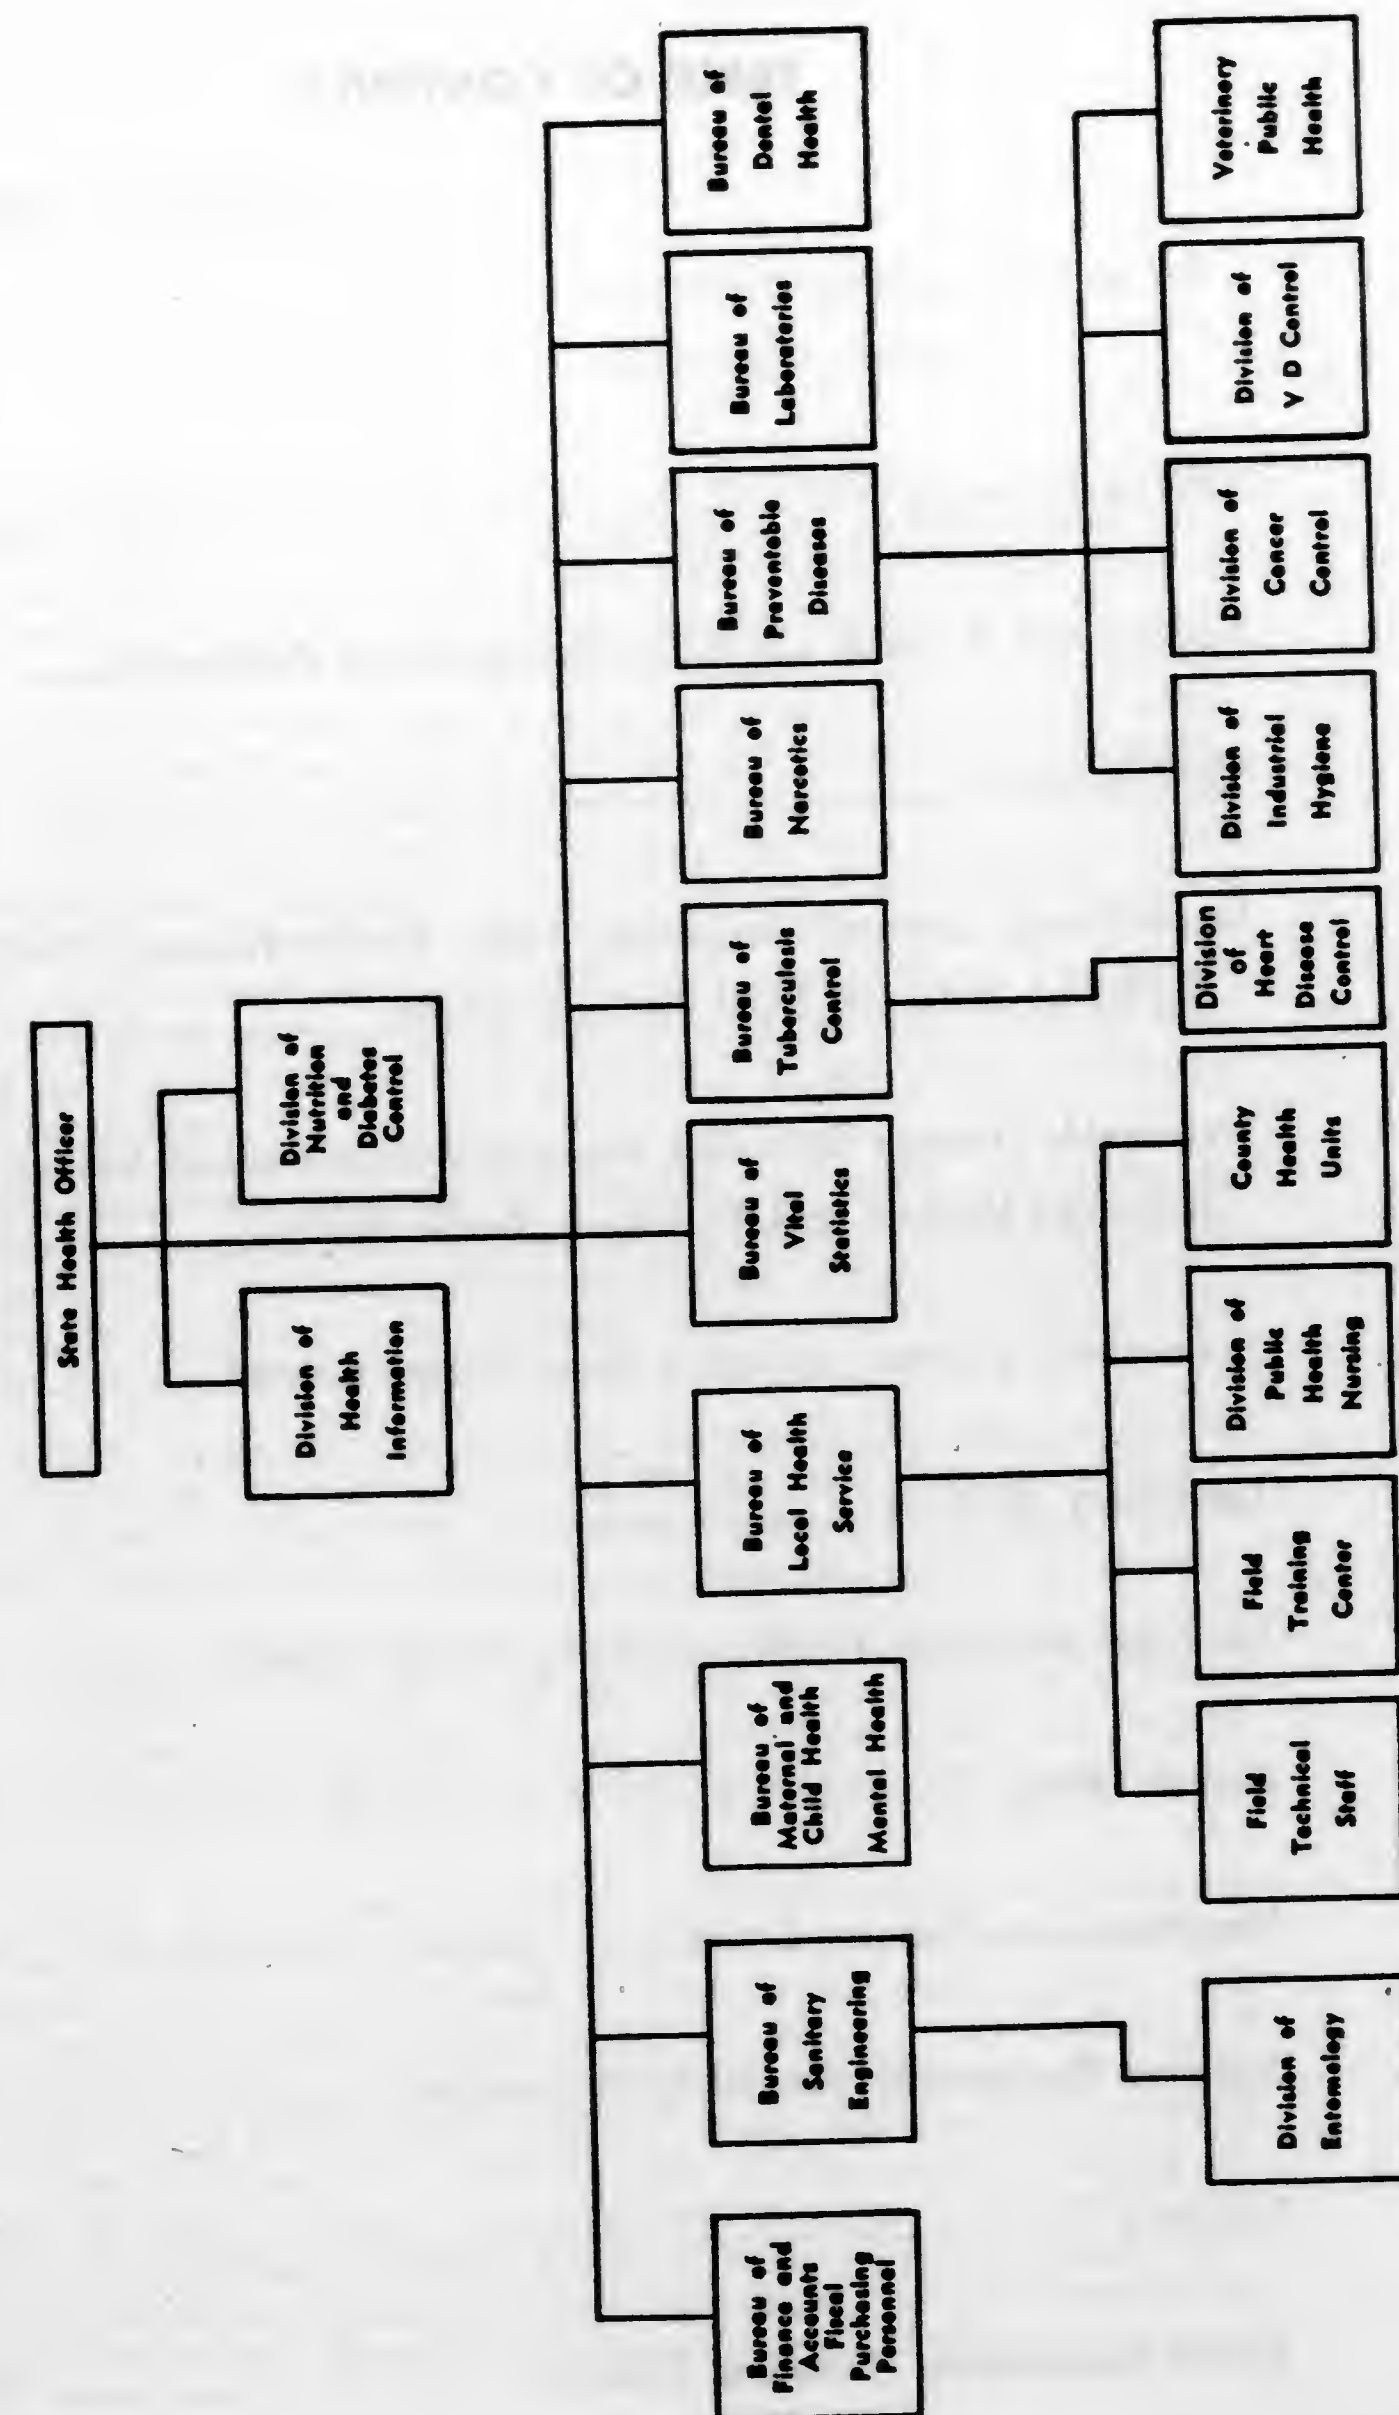 State Health Officer
Division of
Health
Information
Division of
Nutrition
and
Diabetes
Control
Bureau of
Finance and
Accounts
Fiscal
Purchasing
Personnel
Bureau of
Sanitary
Engineering
Bureau of
Maternal and
Child Health
Mental Health
Bureau of
Local Health
Service
Bureau of
Vital
Statistics
Bureau of
Tuberculosis
Control
Bureau of
Narcotics
Bureau of
Preventable
Diseases
Bureau of
Laboratories
Bureau of
Dental
Health
Division of
Entomology
Field
Technical
Staff
Field
Training
Center
Division of
Public
Health
Nursing
County
Health
Units
Division
of
Heart
Disease
Control
Division of
Industrial
Hygiene
Division of
Cancer
Control
Division of
V D Control
Veterinary
Public
Health